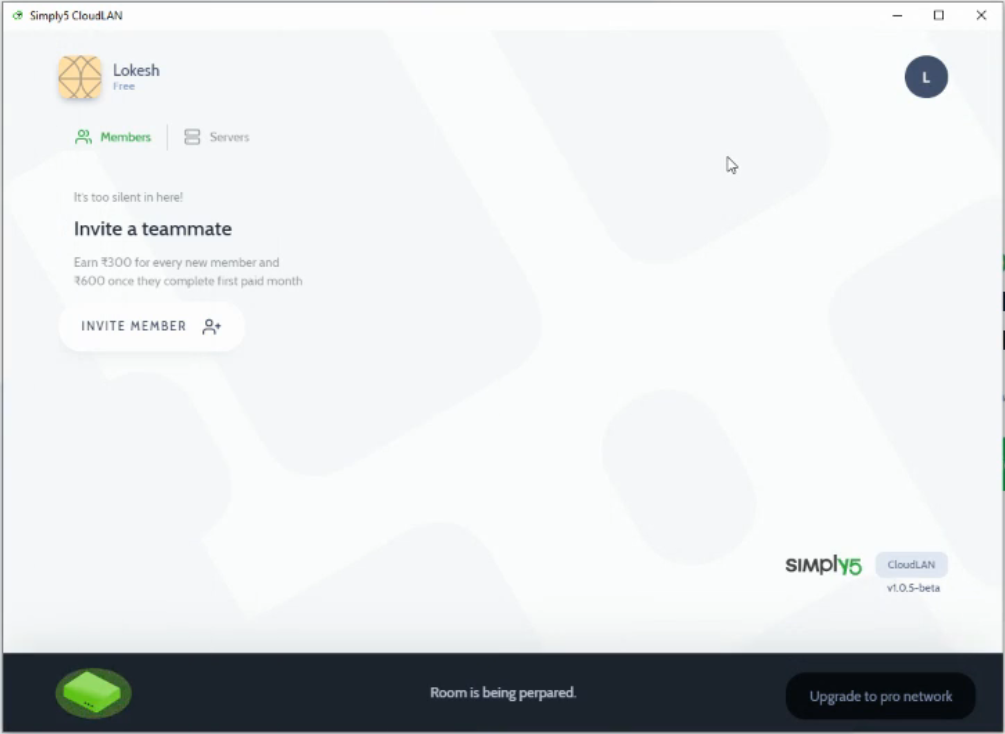 Simply5 CloudLAN
Lokesh
Free
L
Members
Servers
It's too silent in here!
Invite a teammate
Earn ₹300 for every new member and
₹600 once they complete first paid month
INVITE MEMBER
simply5
CloudLAN
v1.0.5-beta
Room is being perpared.
Upgrade to pro network